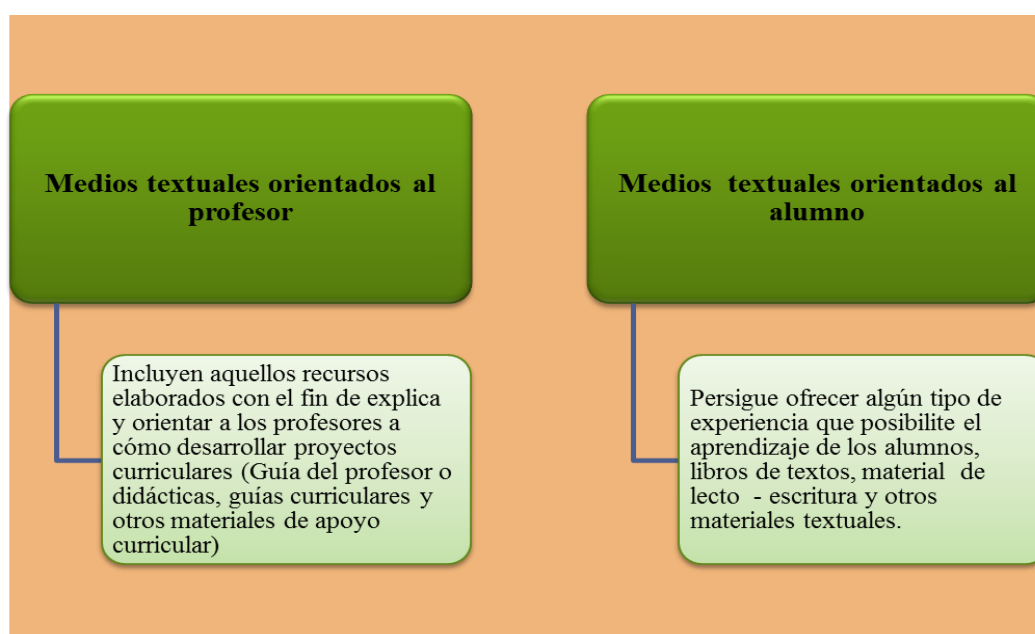 Medios textuales orientados al
profesor
Incluyen aquellos recursos
elaborados con el fin de explica
y orientar a los profesores a
cómo desarrollar proyectos
curriculares (Guía del profesor o
didácticas, guías curriculares y
otros materiales de apoyo
curricular)
Medios textuales orientados al
alumno
Persigue ofrecer algún tipo de
experiencia que posibilite el
aprendizaje de los alumnos,
libros de textos, material de
lecto - escritura y otros
materiales textuales.